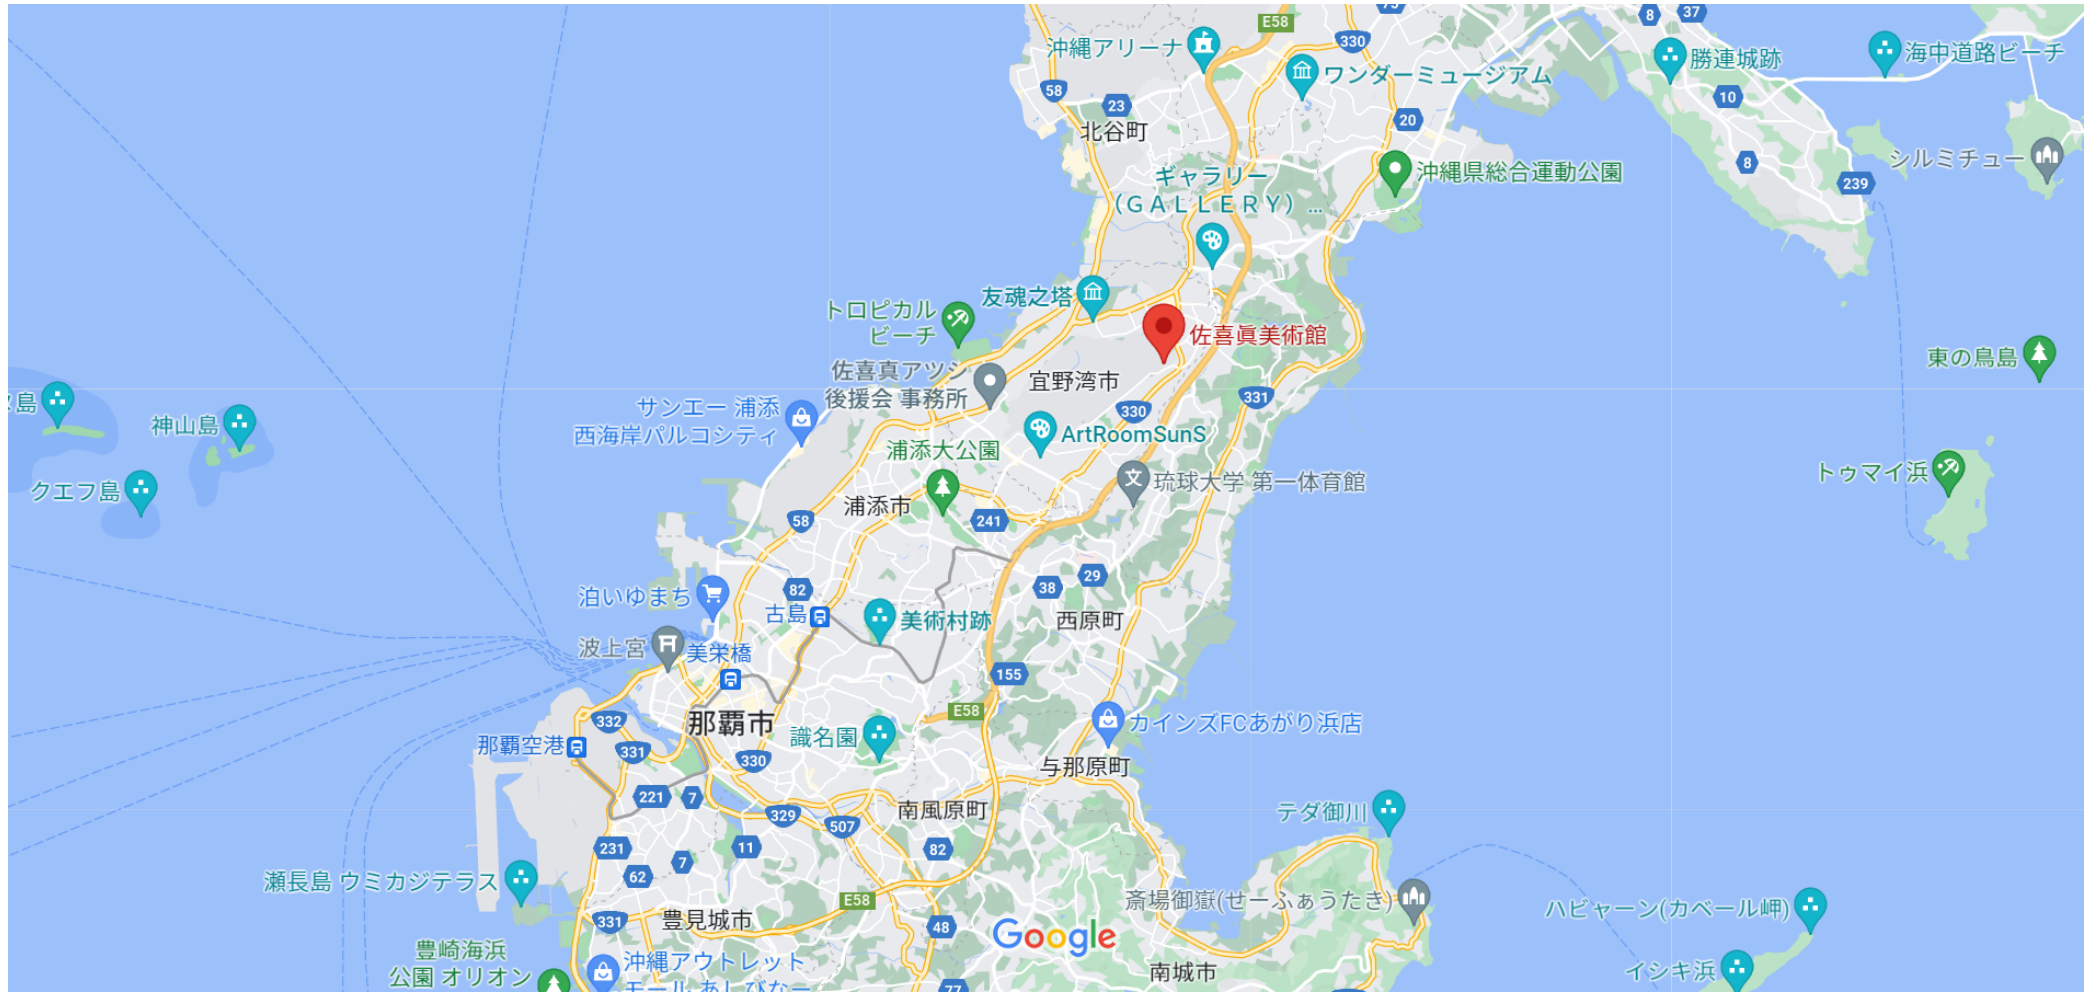 E58
75
8
37
沖縄アリーナ
330
勝連城跡
海中道路ビーチ
ワンダーミュージアム
58
23
10
北谷町
20
8
シルミチュー
ギャラリー
(ＧＡＬＬＥＲＹ) ...
沖縄県総合運動公園
239
友魂之塔
トロピカル
ビーチ
佐喜眞美術館
東の鳥島
佐喜真アツシ
後援会 事務所
宜野湾市
島
神山島
サンエー 浦添
西海岸パルコシティ
330
331
ArtRoomSunS
浦添大公園
クエフ島
琉球大学 第一体育館
トゥマイ浜
浦添市
58
241
泊いゆまち
82
古島
38
29
美術村跡
西原町
波上宮
美栄橋
155
332
那覇市
E58
カインズFCあがり浜店
那覇空港
331
識名園
330
与那原町
221
7
329
507
南風原町
テダ御川
231
11
82
7
62
瀬長島 ウミカジテラス
E58
斎場御嶽(せーふぁうたき)
ハビャーン(カベール岬)
331
豊見城市
48
Google
豊崎海浜
公園 オリオン
沖縄アウトレット
モール あしびなー
南城市
イシキ浜
77